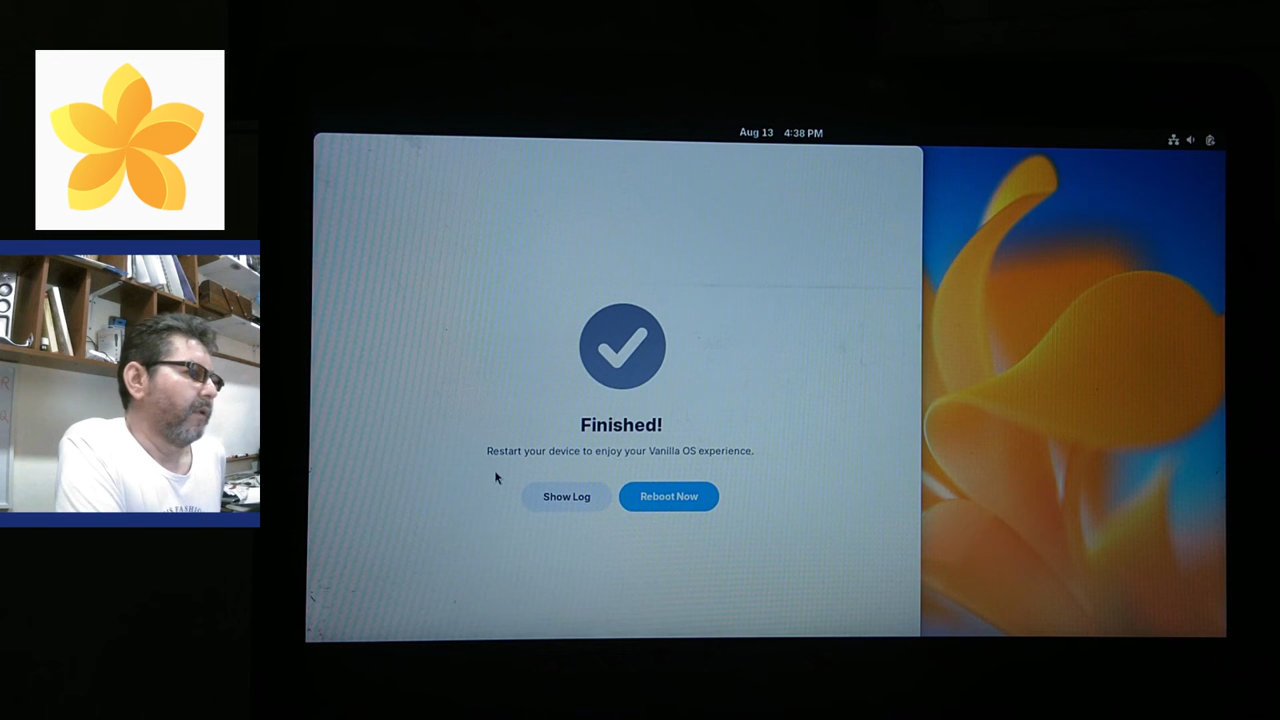 Aug 13 4:38 PM
Finished!
Restart your device to enjoy your Vanilla OS experience.
Show Log
Reboot Now